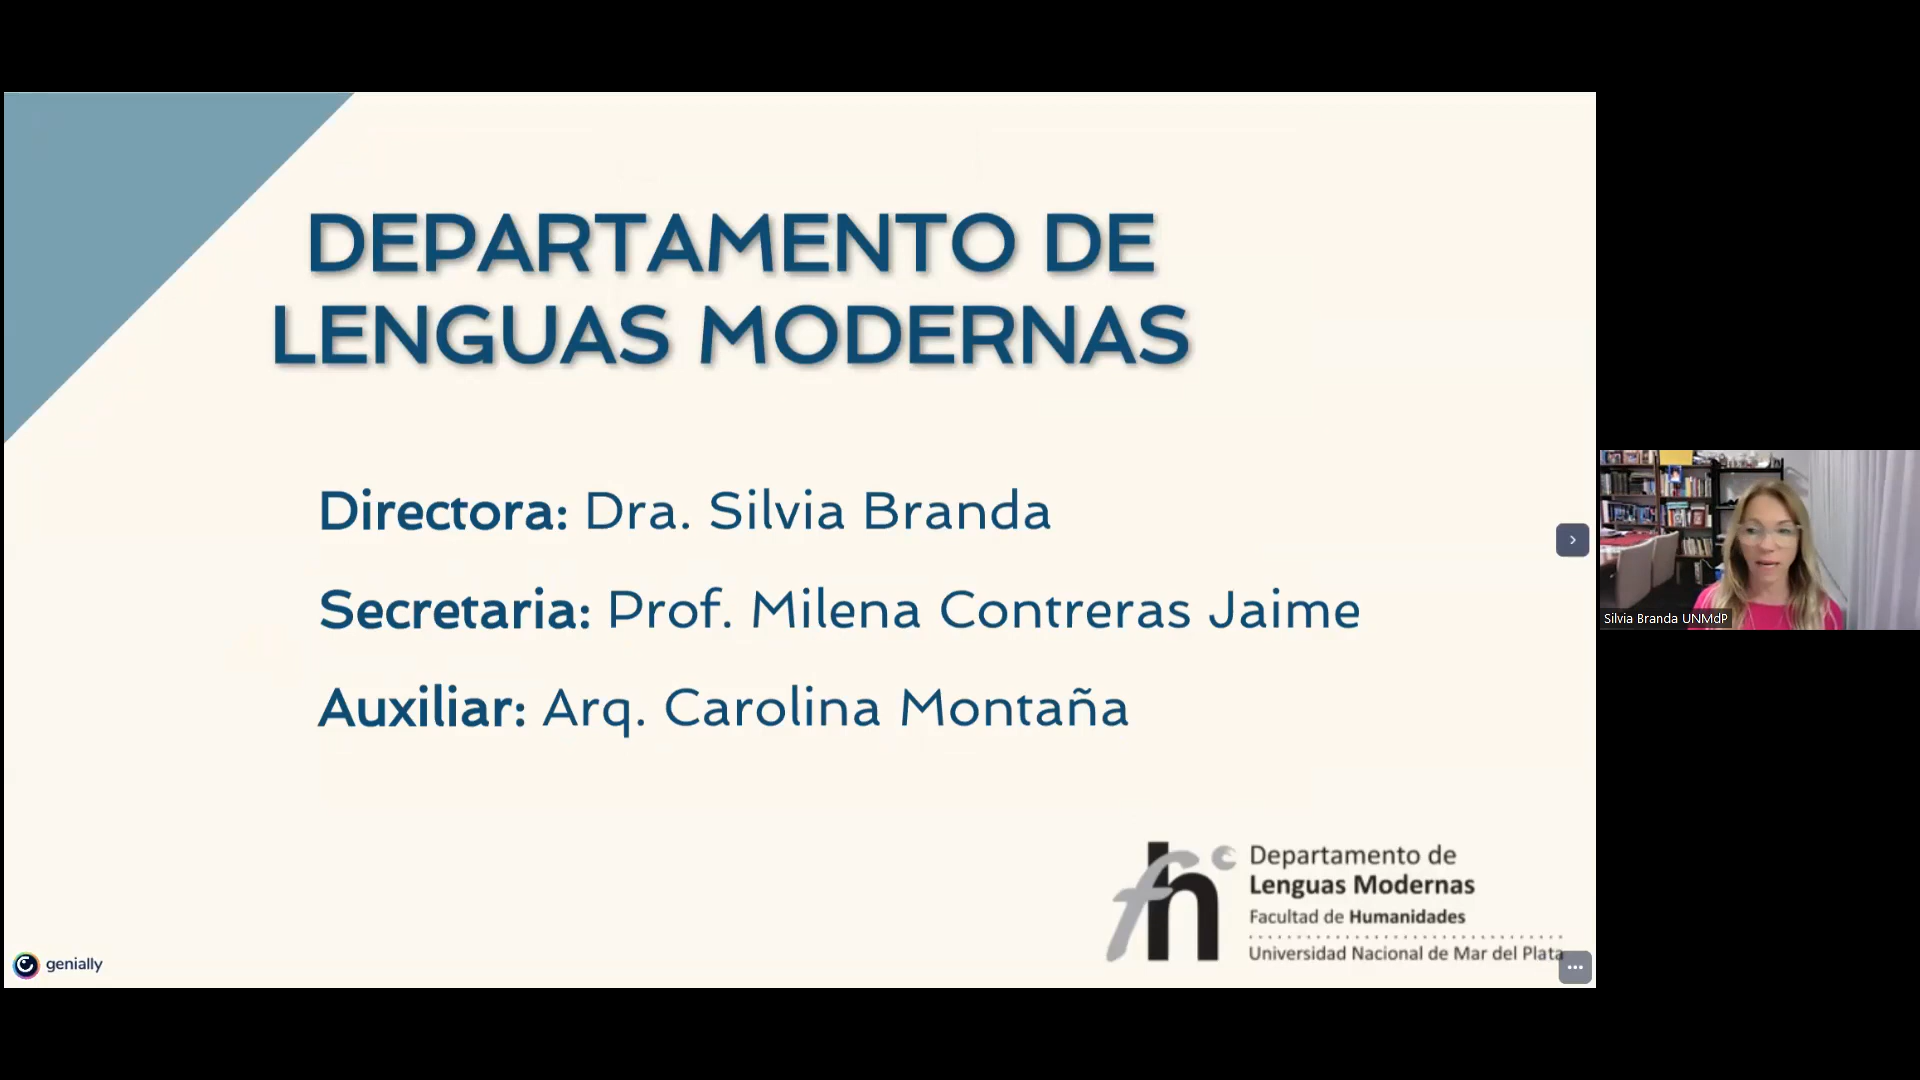 DEPARTAMENTO DE
LENGUAS MODERNAS
Directora: Dra. Silvia Branda
Secretaria: Prof. Milena Contreras Jaime
Auxiliar: Arq. Carolina Montaña
fh
Departamento de
Lenguas Modernas
Facultad de Humanidades
Universidad Nacional de Mar del Plata
genially
Silvia Branda UNMdP